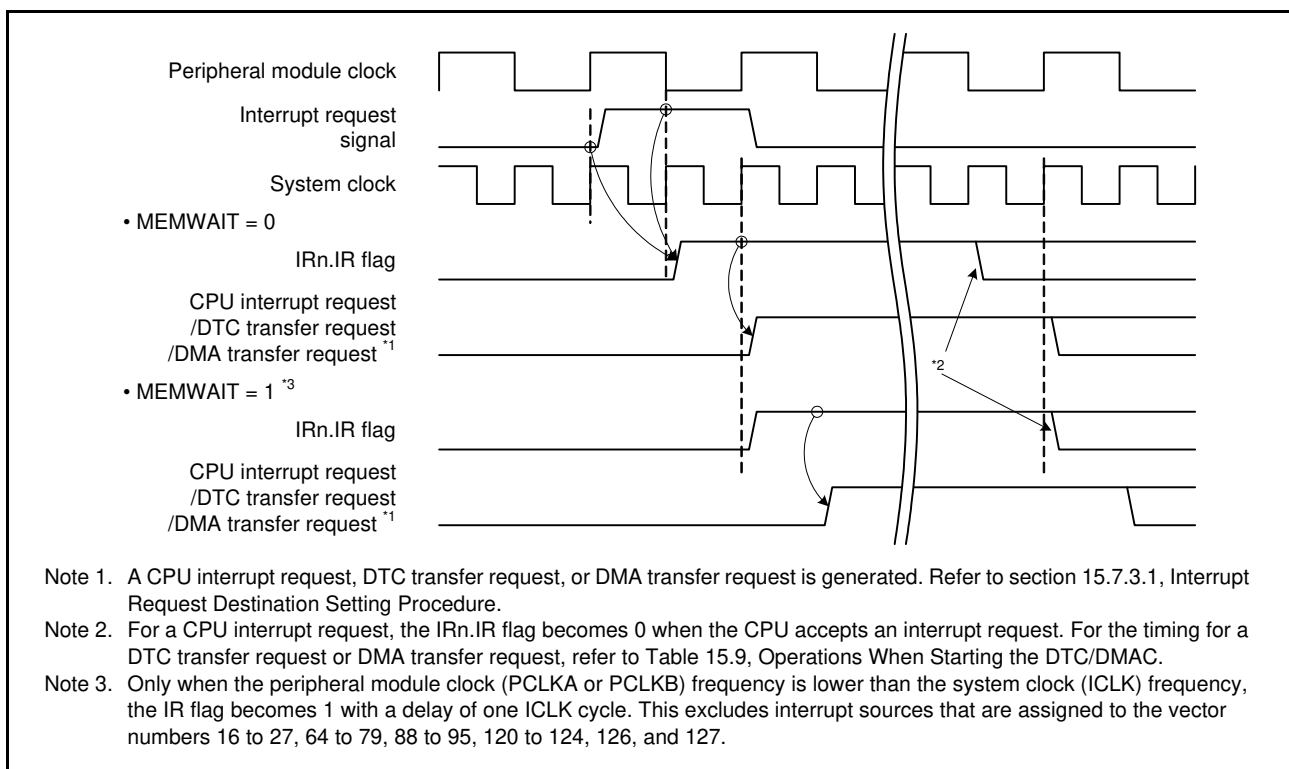 Peripheral module clock
Interrupt request
signal
System clock
• MEMWAIT = 0
IRn.IR flag
CPU interrupt request
/DTC transfer request
/DMA transfer request *1
*2
• MEMWAIT = 1 *3
IRn.IR flag
CPU interrupt request
/DTC transfer request
/DMA transfer request *1
Note 1. A CPU interrupt request, DTC transfer request, or DMA transfer request is generated. Refer to section 15.7.3.1, Interrupt
Request Destination Setting Procedure.
Note 2. For a CPU interrupt request, the IRn.IR flag becomes 0 when the CPU accepts an interrupt request. For the timing for a
DTC transfer request or DMA transfer request, refer to Table 15.9, Operations When Starting the DTC/DMAC.
Note 3. Only when the peripheral module clock (PCLKA or PCLKB) frequency is lower than the system clock (ICLK) frequency,
the IR flag becomes 1 with a delay of one ICLK cycle. This excludes interrupt sources that are assigned to the vector
numbers 16 to 27, 64 to 79, 88 to 95, 120 to 124, 126, and 127.